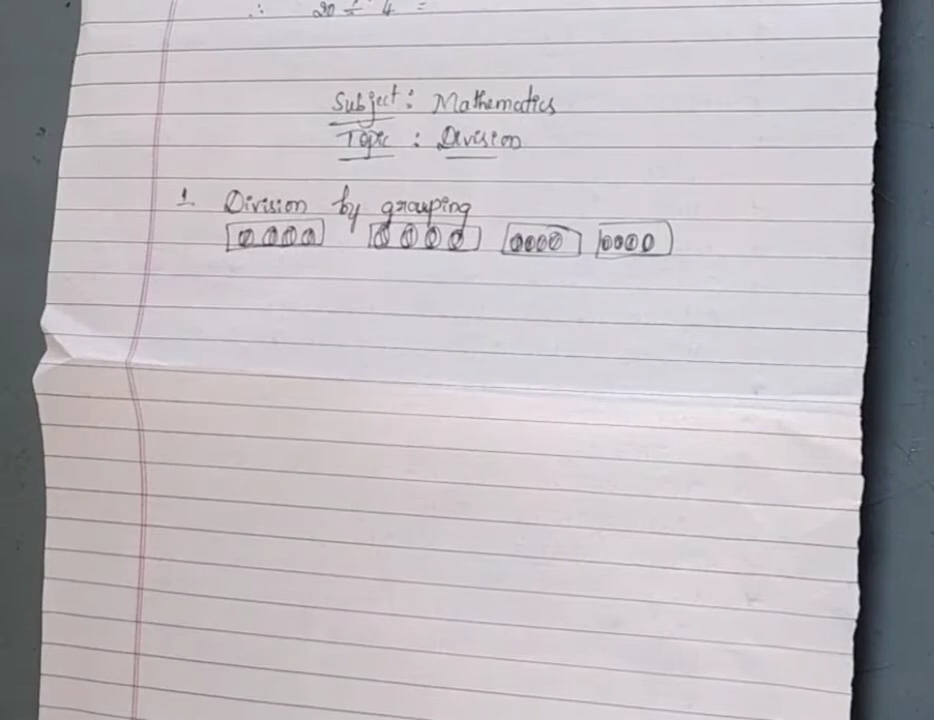 ∴ 20 ÷ 4 =
Subject : Mathematics
Topic : Division
1. Division by grouping